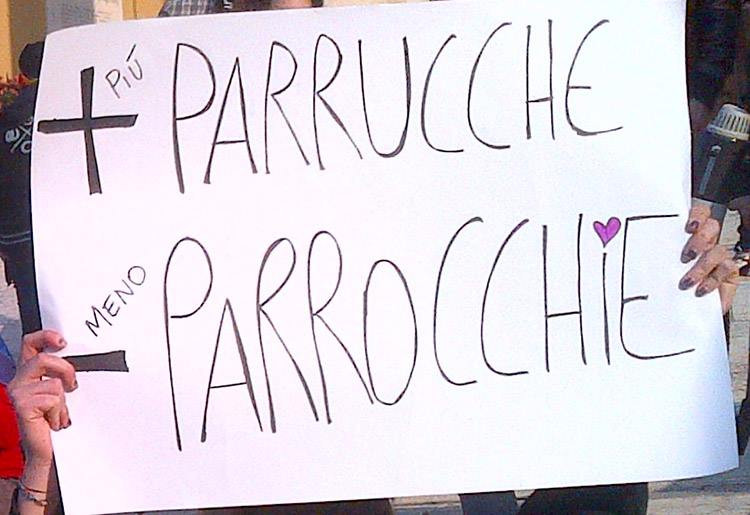 + PIÚ PARRUCCHE
- MENO PARROCCHiE